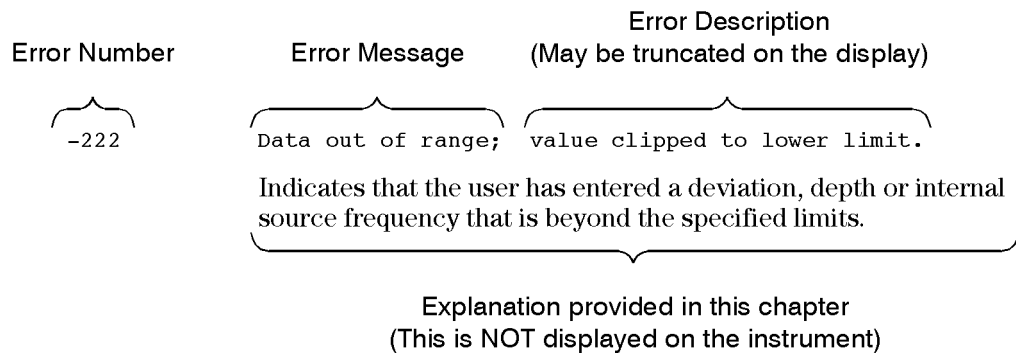 Error Description
Error Number Error Message (May be truncated on the display)
-222 Data out of range; value clipped to lower limit.
Indicates that the user has entered a deviation, depth or internal
source frequency that is beyond the specified limits.
Explanation provided in this chapter
(This is NOT displayed on the instrument)